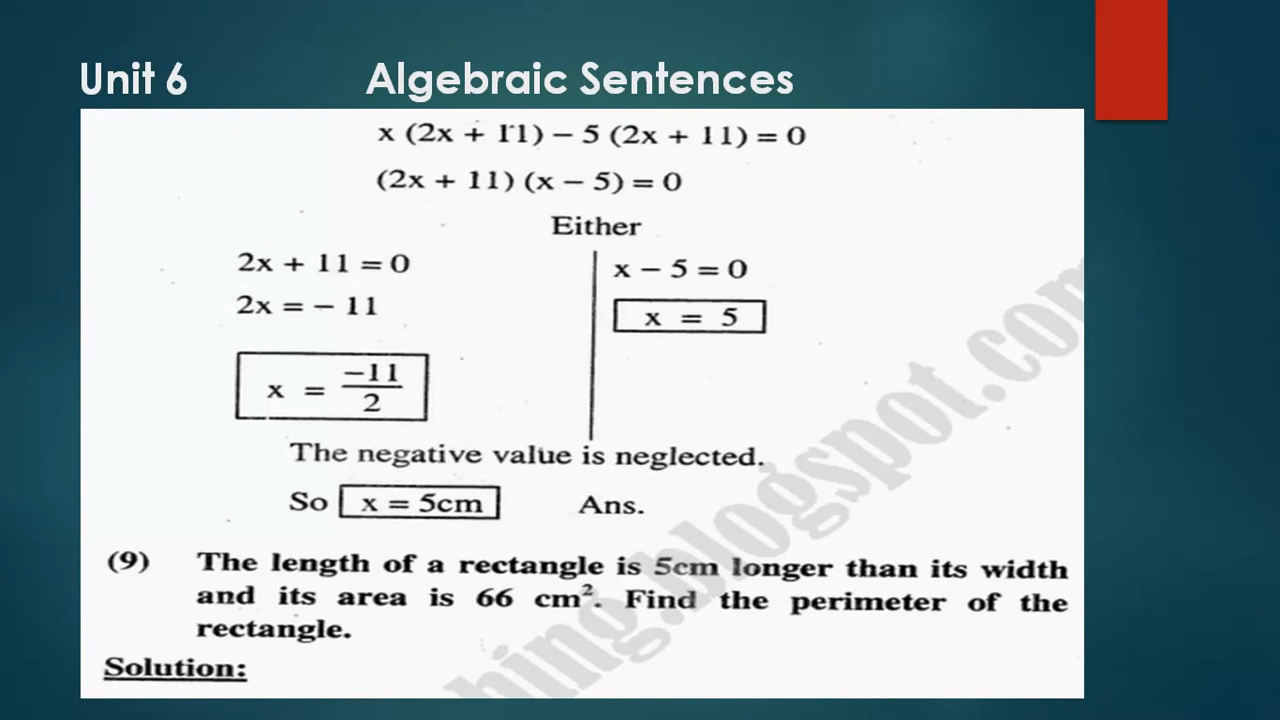 Unit 6 Algebraic Sentences
x (2x + 11) – 5 (2x + 11) = 0
(2x + 11) (x – 5) = 0
Either
2x + 11 = 0
2x = – 11
x = –11/2
x – 5 = 0
x = 5
The negative value is neglected.
So x = 5cm Ans.
(9) The length of a rectangle is 5cm longer than its width
and its area is 66 cm². Find the perimeter of the
rectangle.
Solution:
hing.blogspot.com